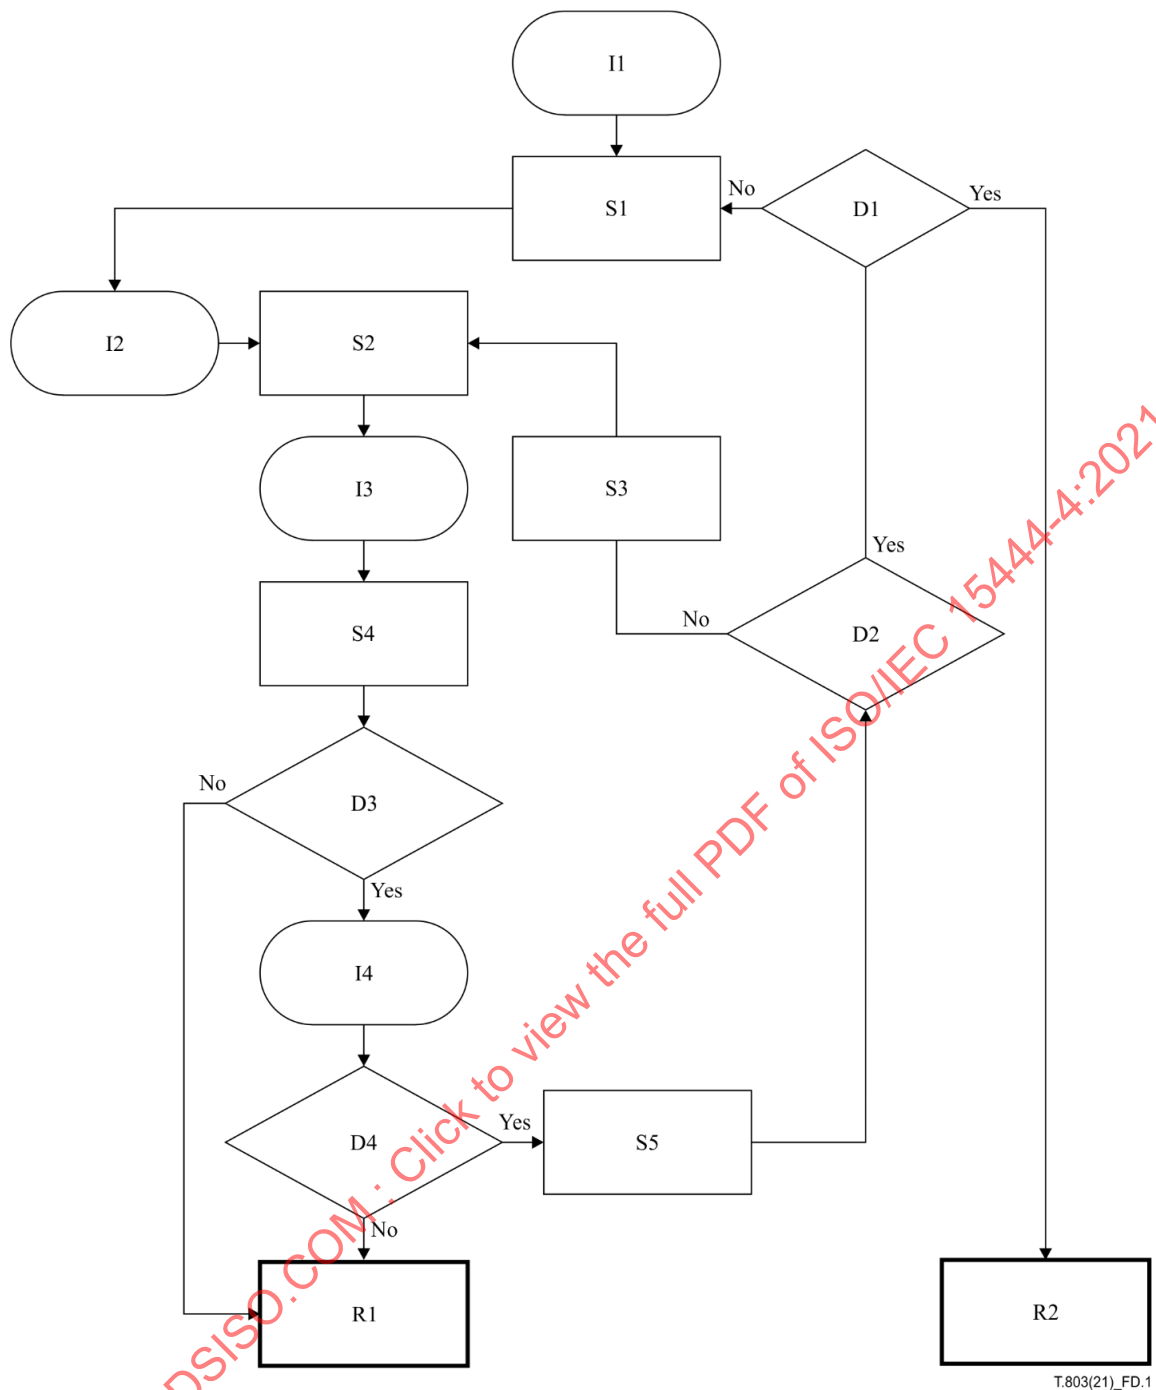 I1
S1
No
D1
Yes
I2
S2
I3
S3
Yes
S4
No
D2
No
D3
Yes
I4
D4
Yes
S5
No
R1
R2
DSISO.COM : Click to view the full PDF of ISO/IEC 15444-4:2021
T.803(21)_FD.1